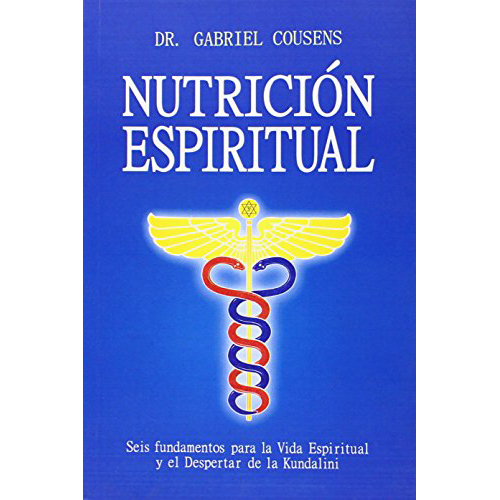 DR. GABRIEL COUSENS
NUTRICIÓN
ESPIRITUAL
Seis fundamentos para la Vida Espiritual
y el Despertar de la Kundalini